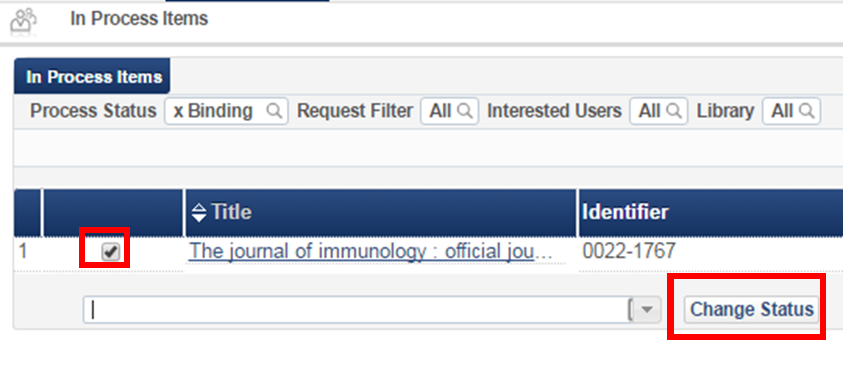 In Process Items
In Process Items
Process Status x Binding Request Filter All Interested Users All Library All
Title Identifier
1 The journal of immunology : official jou... 0022-1767
Change Status